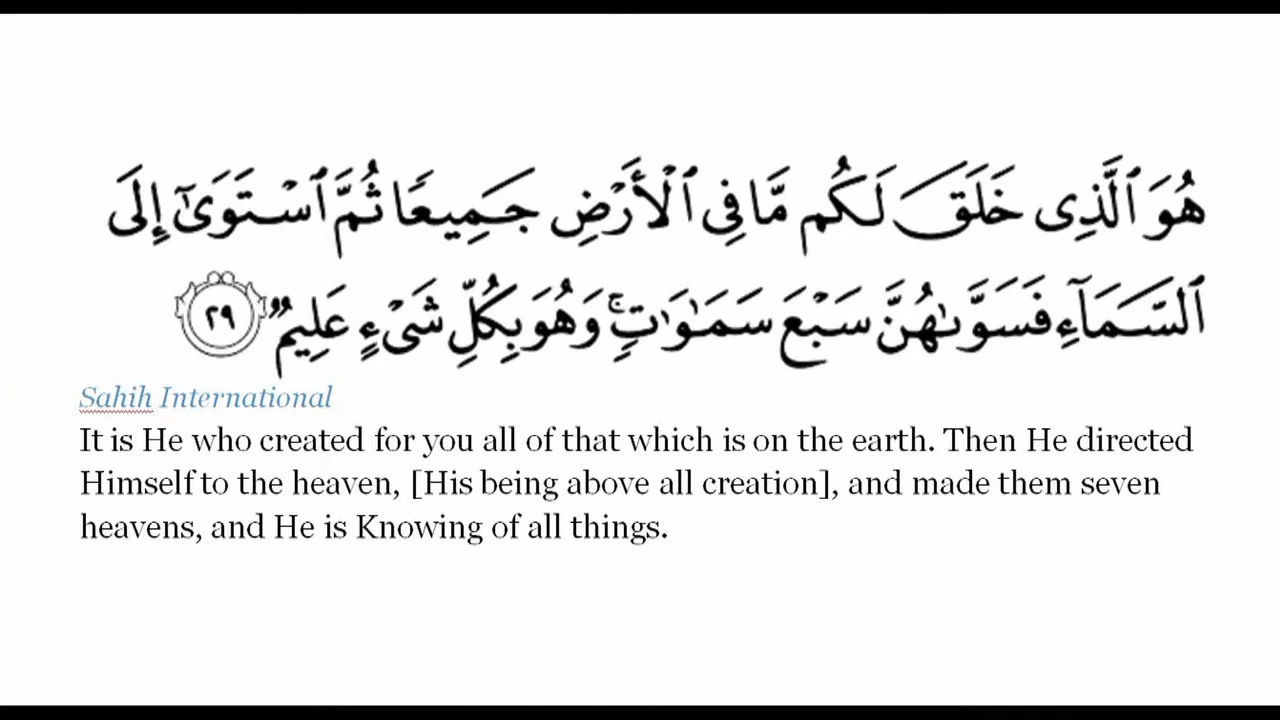 هُوَ ٱلَّذِى خَلَقَ لَكُم مَّا فِى ٱلْأَرْضِ جَمِيعًا ثُمَّ ٱسْتَوَىٰٓ إِلَى
ٱلسَّمَآءِ فَسَوَّىٰهُنَّ سَبْعَ سَمَـٰوَٰتٍۢ ۚ وَهُوَ بِكُلِّ شَىْءٍ عَلِيمٌۭ ٢٩
Sahih International
It is He who created for you all of that which is on the earth. Then He directed
Himself to the heaven, [His being above all creation], and made them seven
heavens, and He is Knowing of all things.